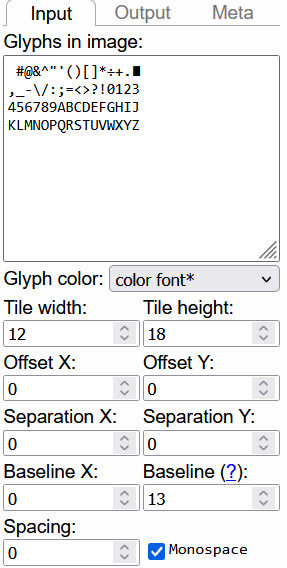 Input Output Meta
Glyphs in image:
 #@&^"'()[]*÷+.■
,_-\/:;=<>?!0123
456789ABCDEFGHIJ
KLMNOPQRSTUVWXYZ
Glyph color: color font*
Tile width: Tile height:
12 18
Offset X: Offset Y:
0 0
Separation X: Separation Y:
0 0
Baseline X: Baseline (?):
0 13
Spacing:
0 Monospace